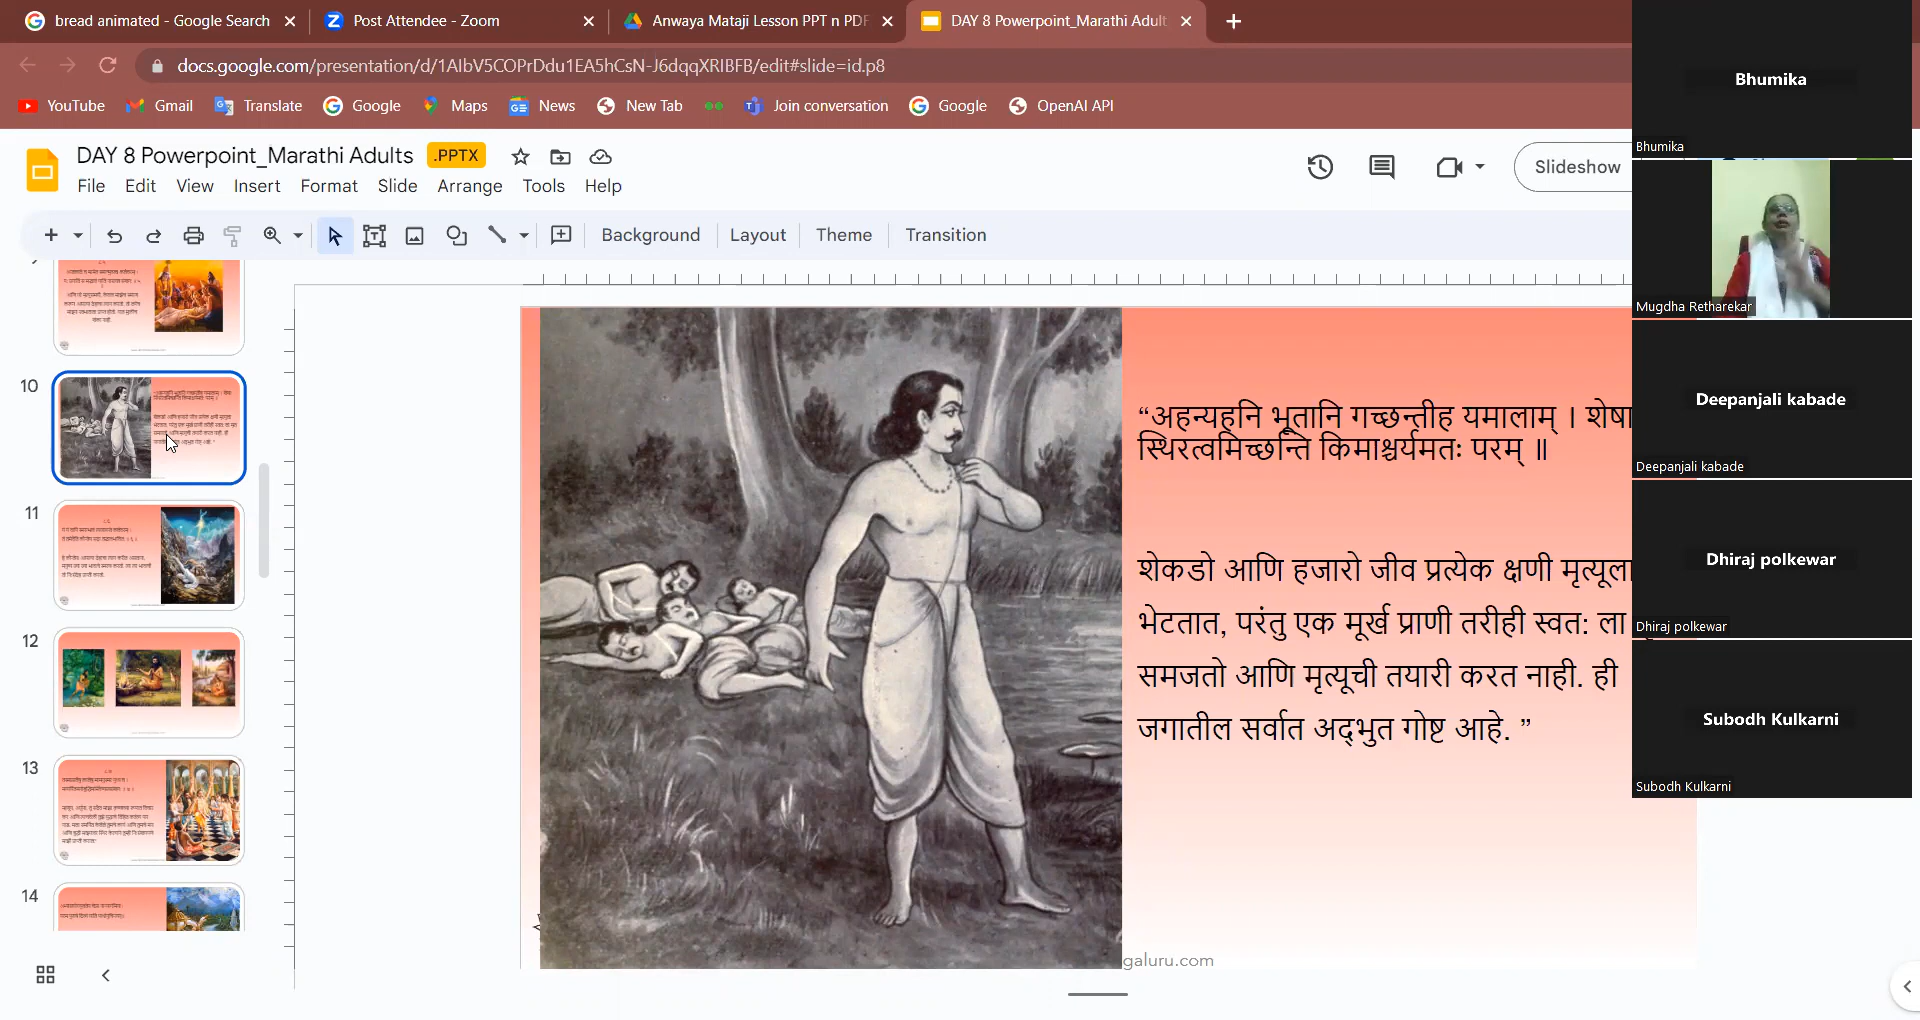 bread animated - Google Search
Post Attendee - Zoom
Anwaya Mataji Lesson PPT n PDF
DAY 8 Powerpoint_Marathi Adult
docs.google.com/presentation/d/1AIbV5COPrDdu1EA5hCsN-J6dqqXRIBFB/edit#slide=id.p8
YouTube
Gmail
Translate
Google
Maps
News
New Tab
Join conversation
Google
OpenAI API
DAY 8 Powerpoint_Marathi Adults
.PPTX
File Edit View Insert Format Slide Arrange Tools Help
Slideshow
Background Layout Theme Transition
10
11
12
13
14
“अहन्यहनि भूतानि गच्छन्तीह यमालाम् । शेषा
स्थिरत्वमिच्छन्ति किमाश्चर्यमतः परम् ॥
शेकडो आणि हजारो जीव प्रत्येक क्षणी मृत्यूला
भेटतात, परंतु एक मूर्ख प्राणी तरीही स्वत: ला
समजतो आणि मृत्यूची तयारी करत नाही. ही
जगातील सर्वात अद्भुत गोष्ट आहे. ”
galuru.com
Bhumika
Bhumika
Mugdha Retharekar
Deepanjali kabade
Deepanjali kabade
Dhiraj polkewar
Dhiraj polkewar
Subodh Kulkarni
Subodh Kulkarni